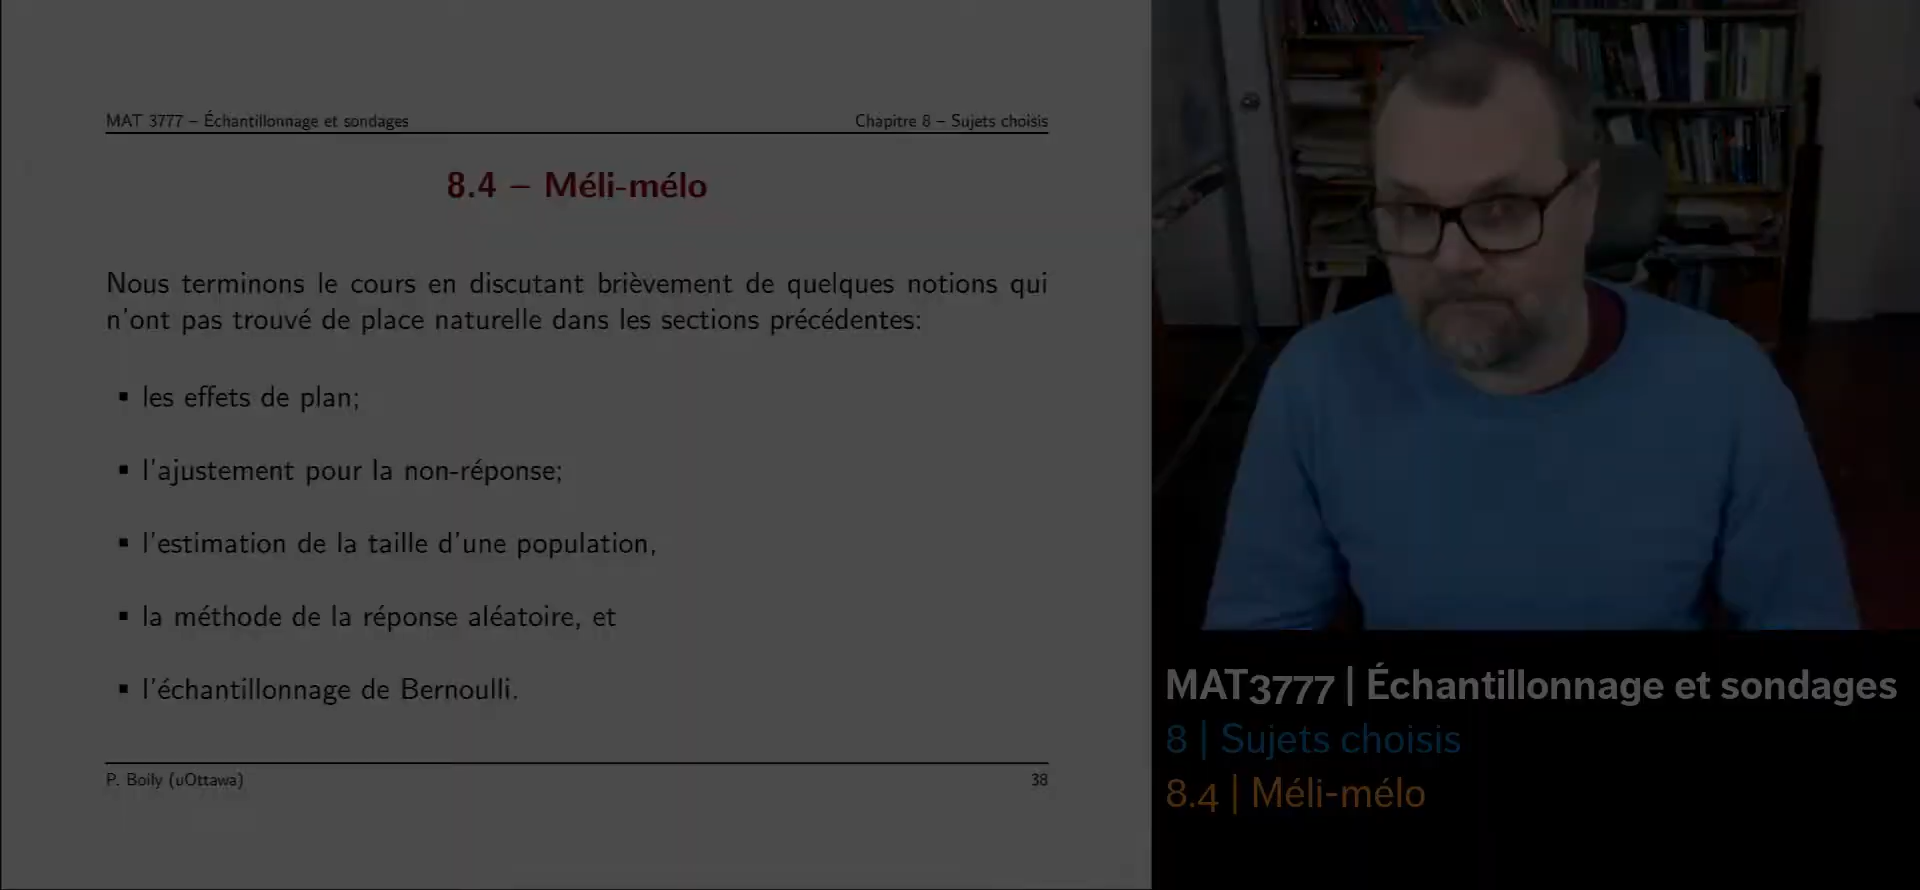 MAT 3777 – Échantillonnage et sondages
Chapitre 8 – Sujets choisis
8.4 – Méli-mélo
Nous terminons le cours en discutant brièvement de quelques notions qui
n'ont pas trouvé de place naturelle dans les sections précédentes:
▪ les effets de plan;
▪ l'ajustement pour la non-réponse;
▪ l'estimation de la taille d'une population,
▪ la méthode de la réponse aléatoire, et
▪ l'échantillonnage de Bernoulli.
P. Boily (uOttawa)
38
MAT3777 | Échantillonnage et sondages
8 | Sujets choisis
8.4 | Méli-mélo